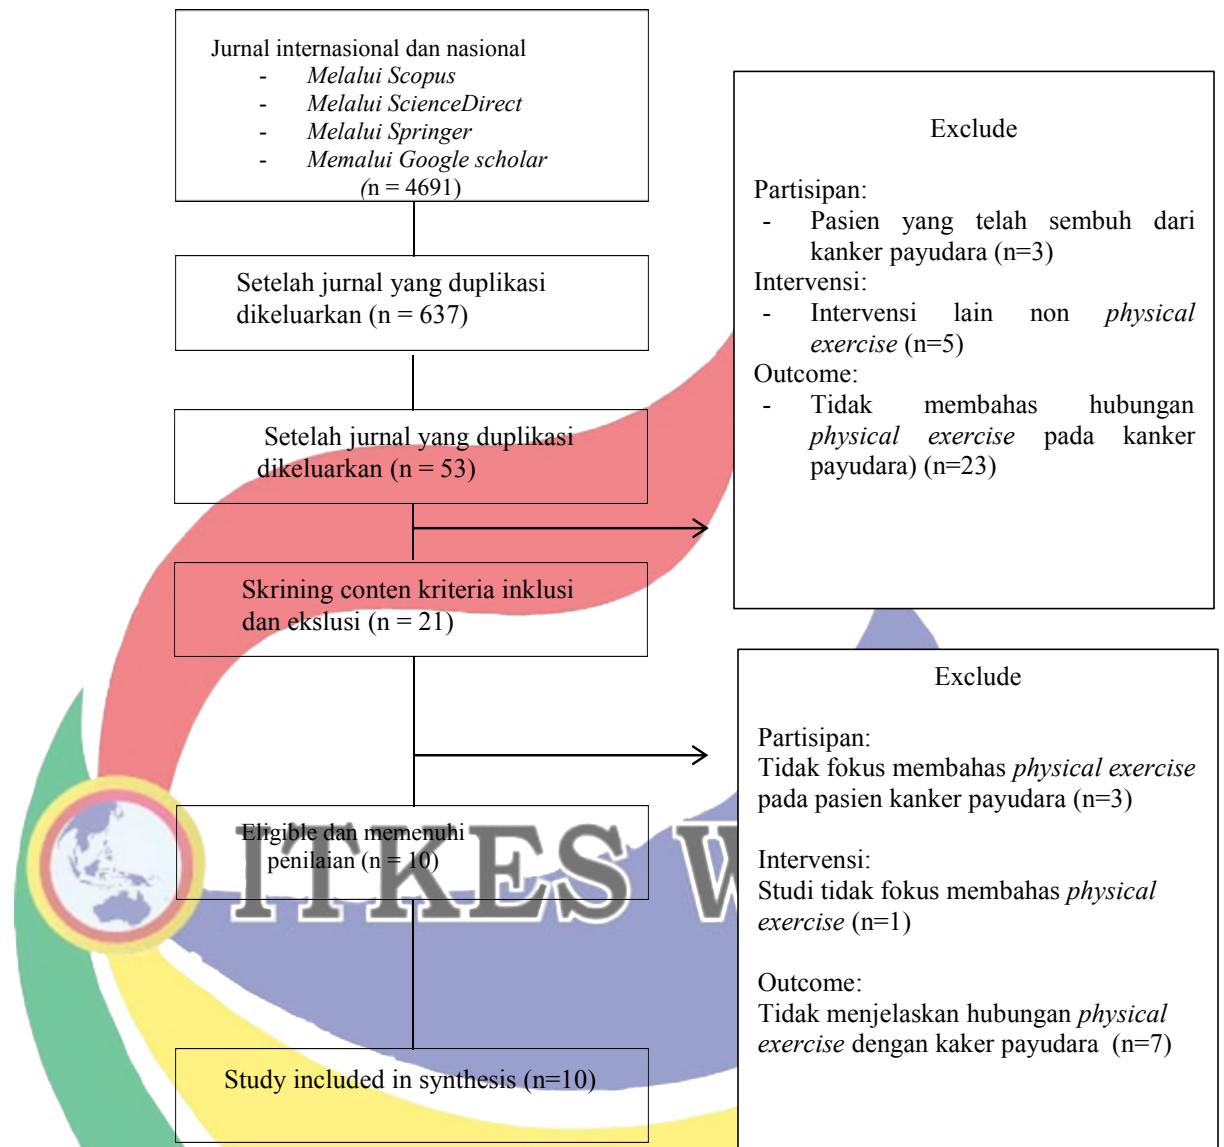 Jurnal internasional dan nasional
- Melalui Scopus
- Melalui ScienceDirect
- Melalui Springer
- Memalui Google scholar
(n = 4691)
Setelah jurnal yang duplikasi
dikeluarkan (n = 637)
Setelah jurnal yang duplikasi
dikeluarkan (n = 53)
Skrining conten kriteria inklusi
dan ekslusi (n = 21)
Eligible dan memenuhi
penilaian (n = 10)
Study included in synthesis (n=10)
Exclude
Partisipan:
- Pasien yang telah sembuh dari
kanker payudara (n=3)
Intervensi:
- Intervensi lain non physical
exercise (n=5)
Outcome:
- Tidak membahas hubungan
physical exercise pada kanker
payudara) (n=23)
Exclude
Partisipan:
Tidak fokus membahas physical exercise
pada pasien kanker payudara (n=3)
Intervensi:
Studi tidak fokus membahas physical
exercise (n=1)
Outcome:
Tidak menjelaskan hubungan physical
exercise dengan kaker payudara (n=7)
ITKES W